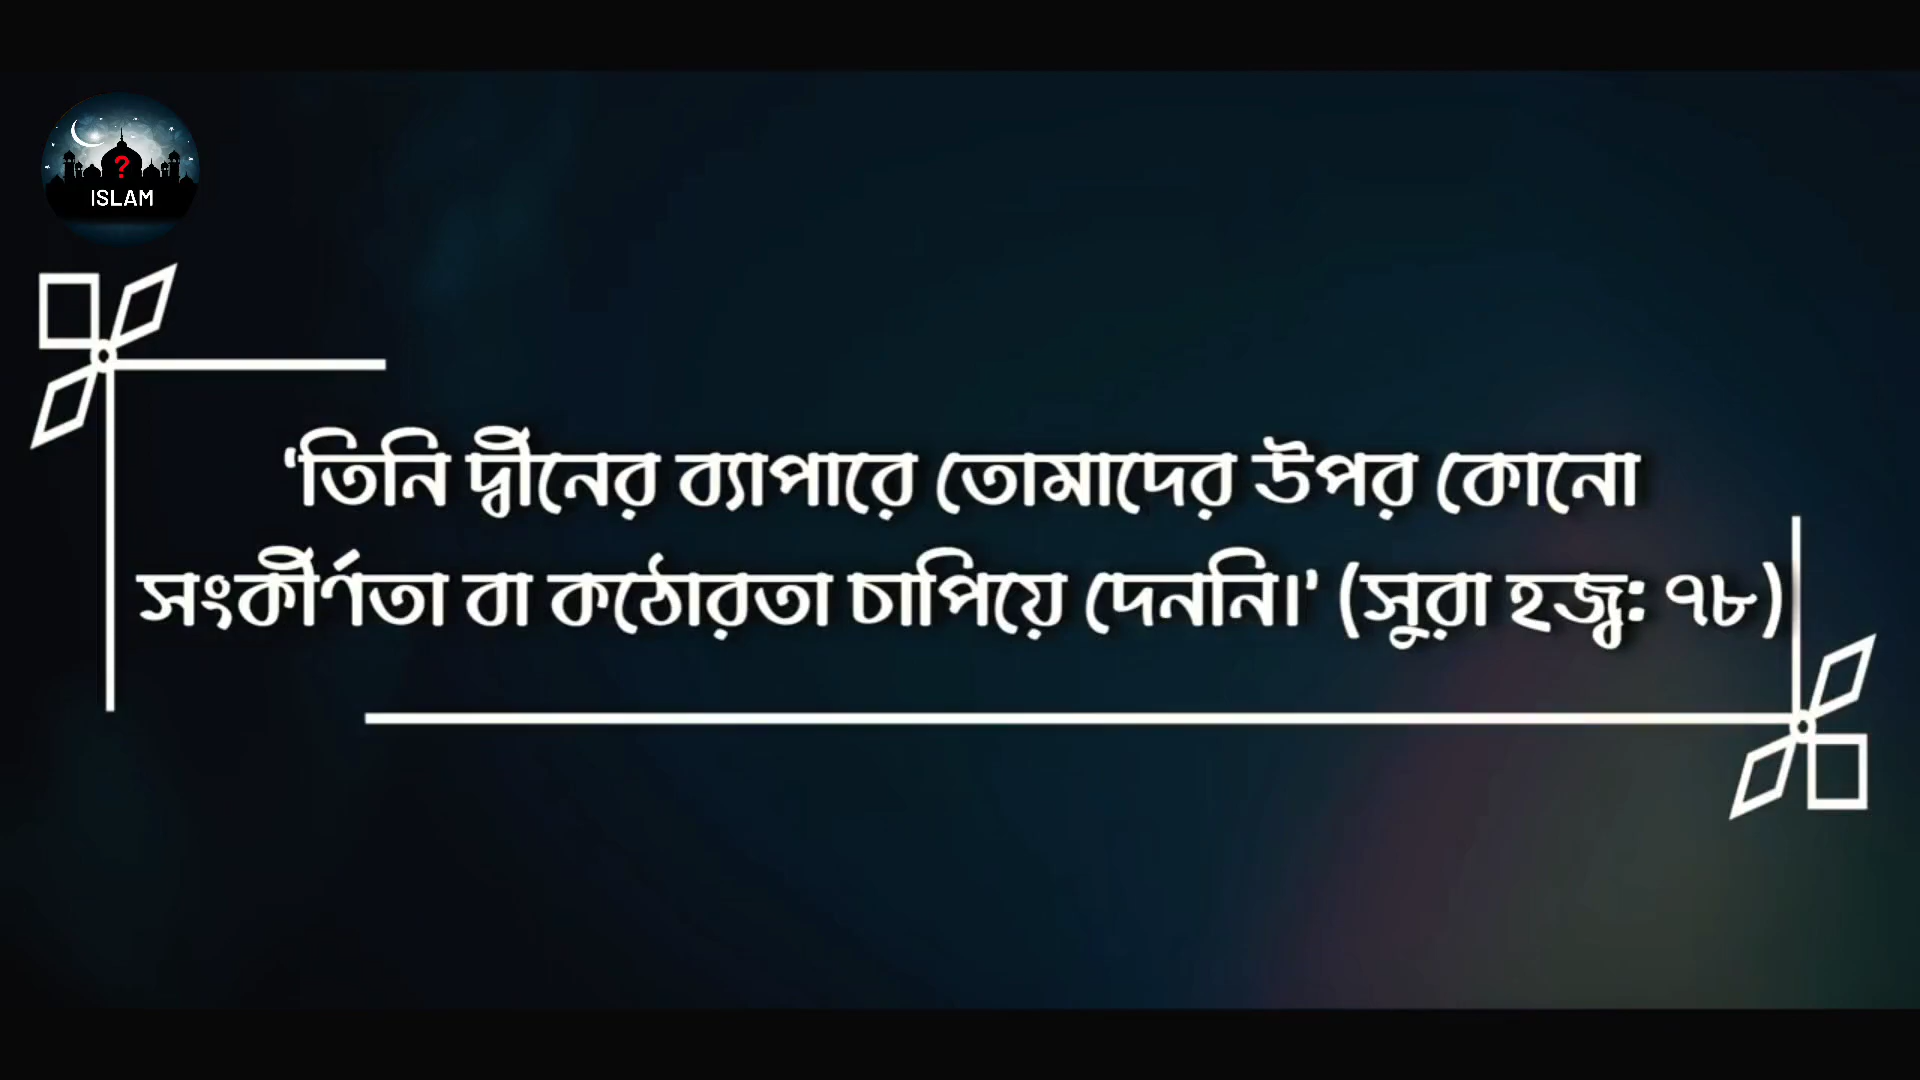 ?
ISLAM
‘তিনি দ্বীনের ব্যাপারে তোমাদের উপর কোনো
সংকীর্ণতা বা কঠোরতা চাপিয়ে দেননি।’ (সুরা হজ্ব: ৭৮)